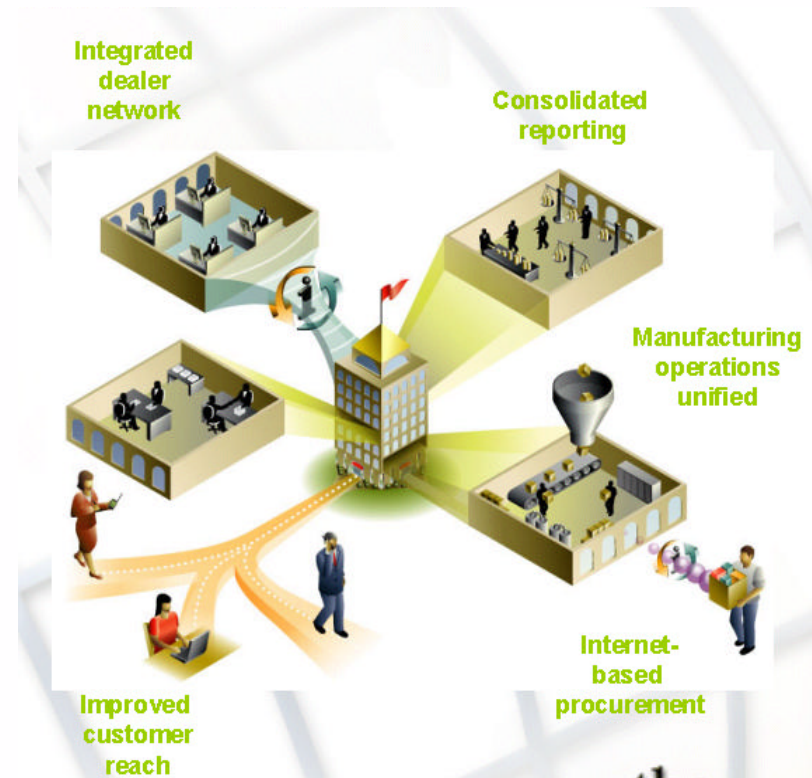 Integrated
dealer
network
Consolidated
reporting
Manufacturing
operations
unified
Internet-
based
procurement
Improved
customer
reach